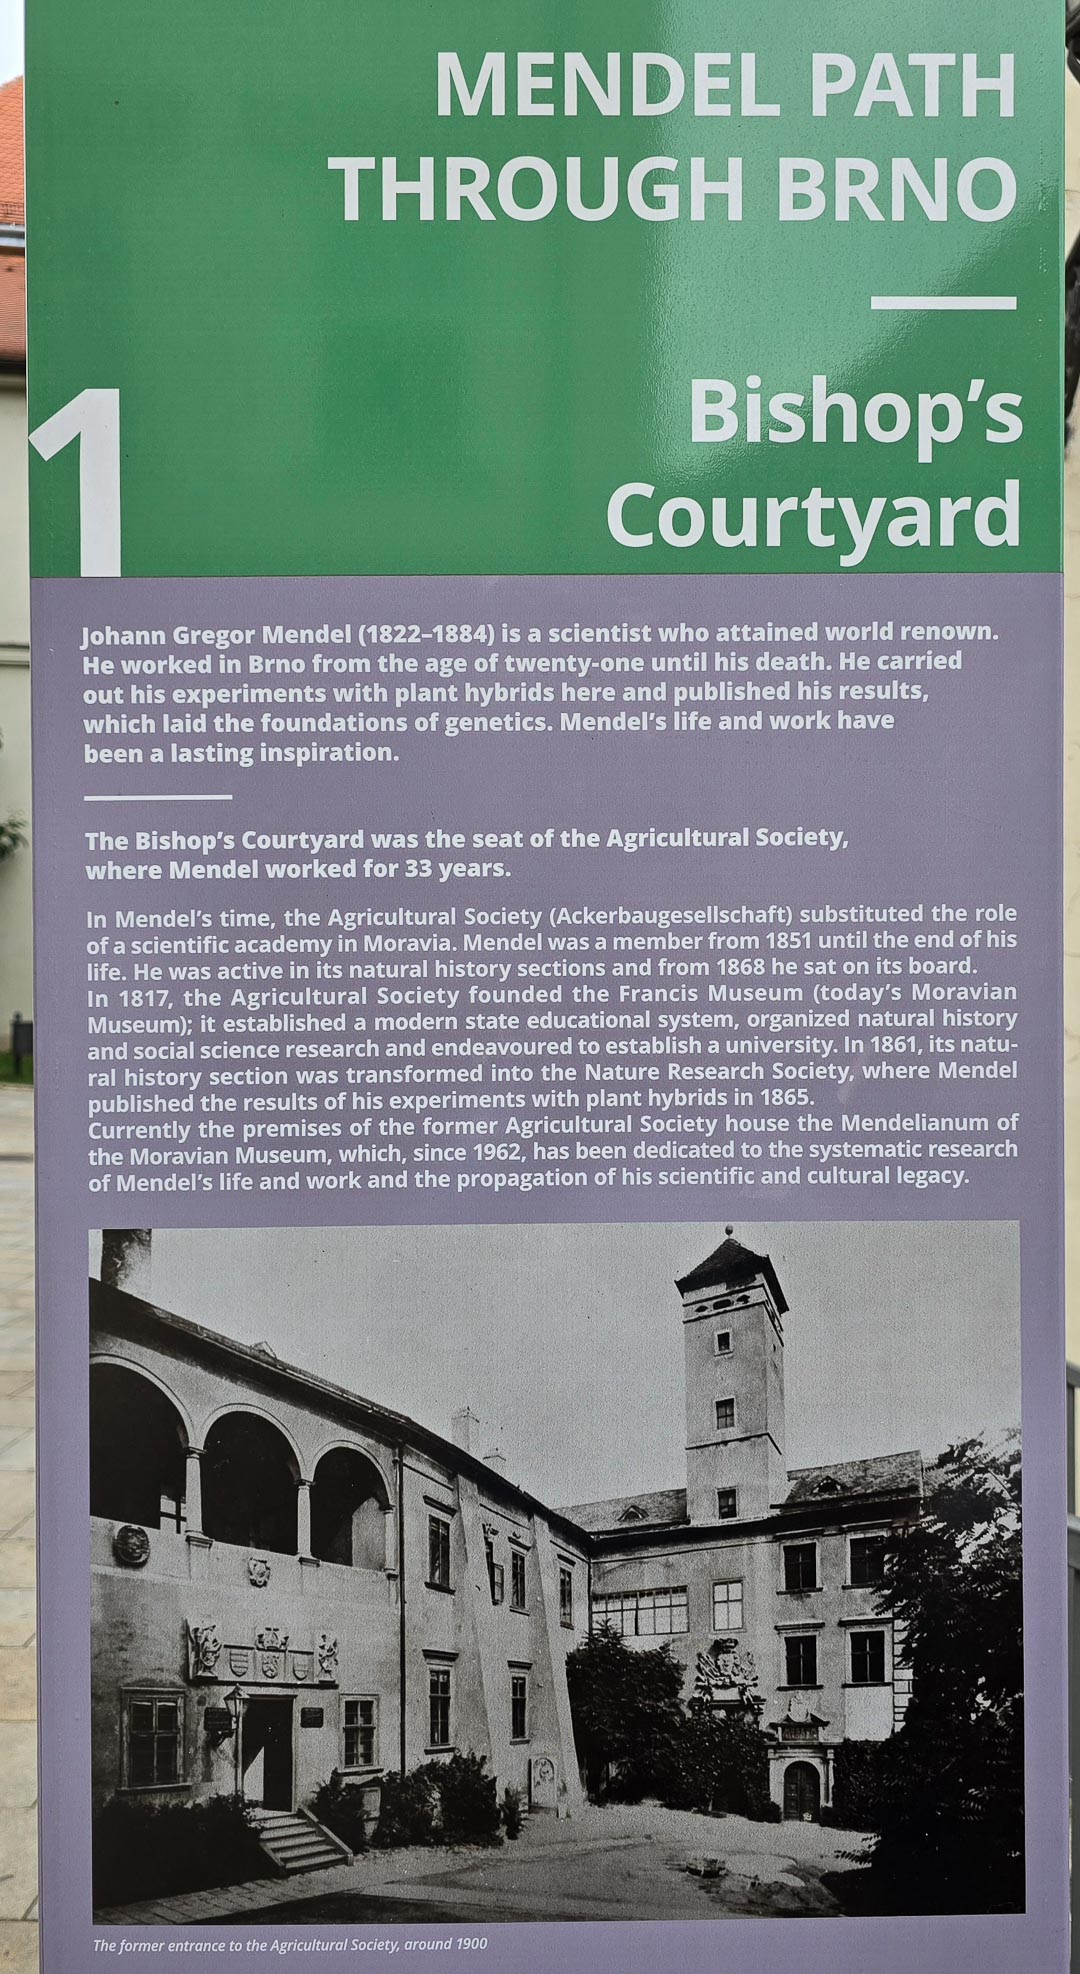 MENDEL PATH
THROUGH BRNO
1
Bishop's
Courtyard
Johann Gregor Mendel (1822–1884) is a scientist who attained world renown.
He worked in Brno from the age of twenty-one until his death. He carried
out his experiments with plant hybrids here and published his results,
which laid the foundations of genetics. Mendel's life and work have
been a lasting inspiration.
The Bishop's Courtyard was the seat of the Agricultural Society,
where Mendel worked for 33 years.
In Mendel's time, the Agricultural Society (Ackerbaugesellschaft) substituted the role
of a scientific academy in Moravia. Mendel was a member from 1851 until the end of his
life. He was active in its natural history sections and from 1868 he sat on its board.
In 1817, the Agricultural Society founded the Francis Museum (today's Moravian
Museum); it established a modern state educational system, organized natural history
and social science research and endeavoured to establish a university. In 1861, its natu-
ral history section was transformed into the Nature Research Society, where Mendel
published the results of his experiments with plant hybrids in 1865.
Currently the premises of the former Agricultural Society house the Mendelianum of
the Moravian Museum, which, since 1962, has been dedicated to the systematic research
of Mendel's life and work and the propagation of his scientific and cultural legacy.
The former entrance to the Agricultural Society, around 1900